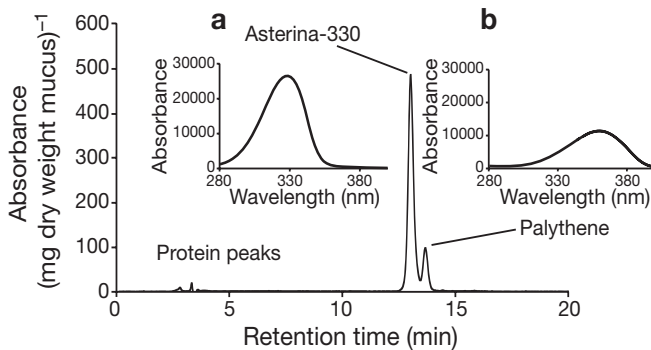 a
b
Asterina-330
Palythene
Protein peaks
Absorbance
(mg dry weight mucus)⁻¹
600
500
400
300
200
100
0
0
5
10
15
20
Retention time (min)
Absorbance
30000
20000
10000
0
280
330
380
Wavelength (nm)
Absorbance
30000
20000
10000
0
280
330
380
Wavelength (nm)